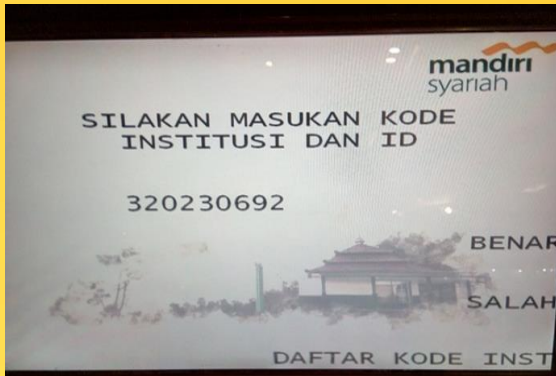 mandiri
syariah
SILAKAN MASUKAN KODE
INSTITUSI DAN ID
320230692
BENAR
SALAH
DAFTAR KODE INST